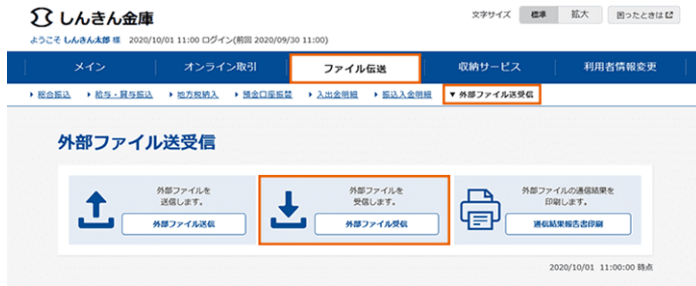 しんきん金庫
文字サイズ 標準 拡大 困ったときは
ようこそ しんきん太郎 様 2020/10/01 11:00 ログイン(前回 2020/09/30 11:00)
メイン オンライン取引 ファイル伝送 収納サービス 利用者情報変更
総合振込 給与・賞与振込 地方税納入 預金口座振替 入出金明細 振込入金明細 ▼ 外部ファイル送受信
外部ファイル送受信
外部ファイルを
送信します。
外部ファイル送信
外部ファイルを
受信します。
外部ファイル受信
外部ファイルの通信結果を
印刷します。
通信結果報告書印刷
2020/10/01 11:00:00 時点